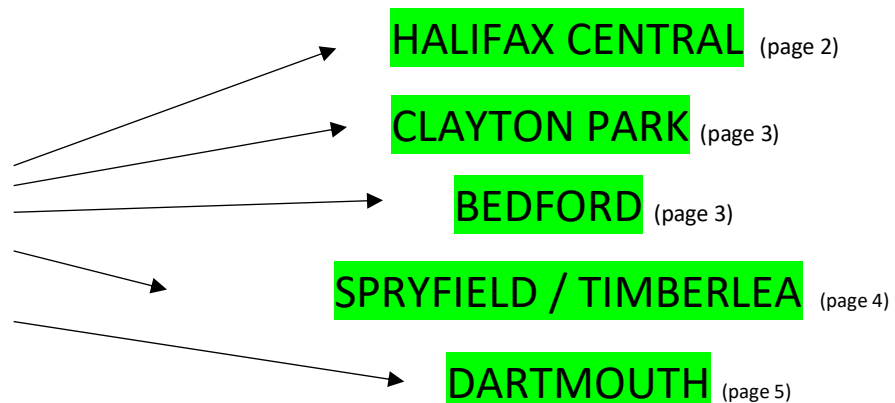 HALIFAX CENTRAL (page 2)
CLAYTON PARK (page 3)
BEDFORD (page 3)
SPRYFIELD / TIMBERLEA (page 4)
DARTMOUTH (page 5)